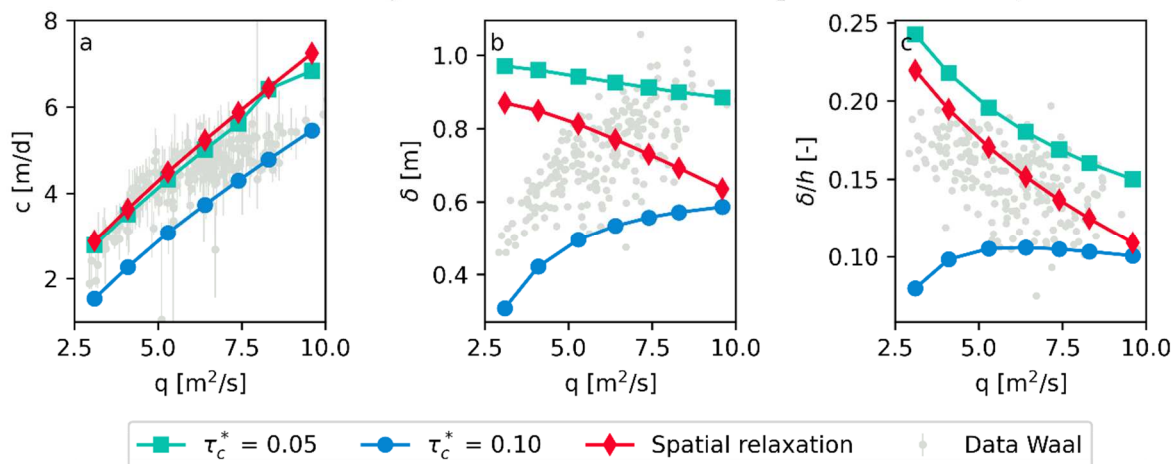 a
b
c
8
6
4
2
c [m/d]
1.0
0.8
0.6
0.4
δ [m]
0.25
0.20
0.15
0.10
δ/h [-]
2.5 5.0 7.5 10.0
2.5 5.0 7.5 10.0
2.5 5.0 7.5 10.0
q [m²/s]
q [m²/s]
q [m²/s]
τ*c = 0.05 τ*c = 0.10 Spatial relaxation Data Waal